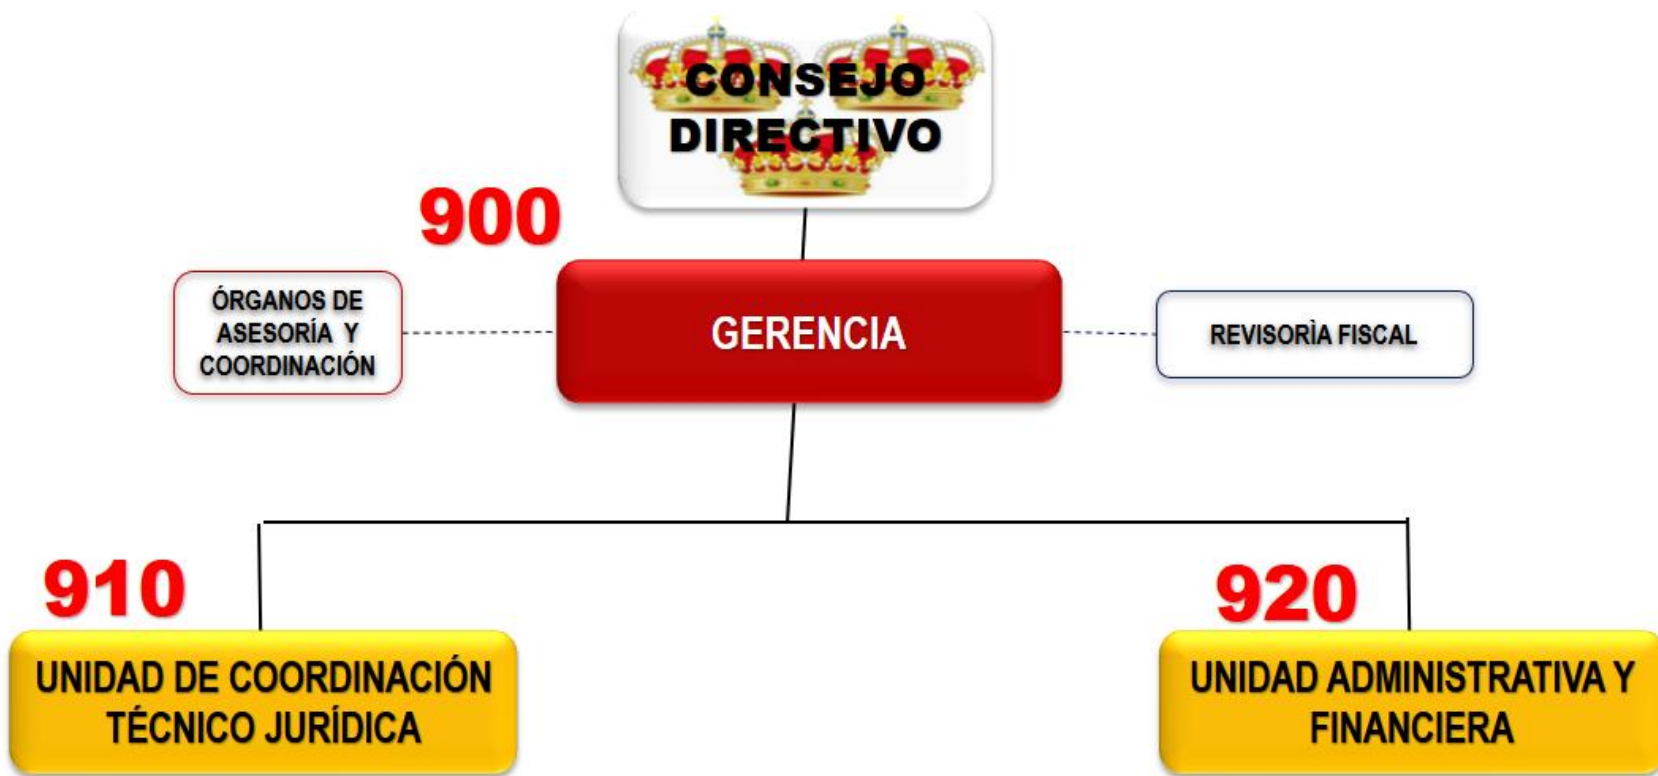 CONSEJO
DIRECTIVO
900
ÓRGANOS DE
ASESORÍA Y
COORDINACIÓN
GERENCIA
REVISORÌA FISCAL
910
920
UNIDAD DE COORDINACIÓN
TÉCNICO JURÍDICA
UNIDAD ADMINISTRATIVA Y
FINANCIERA